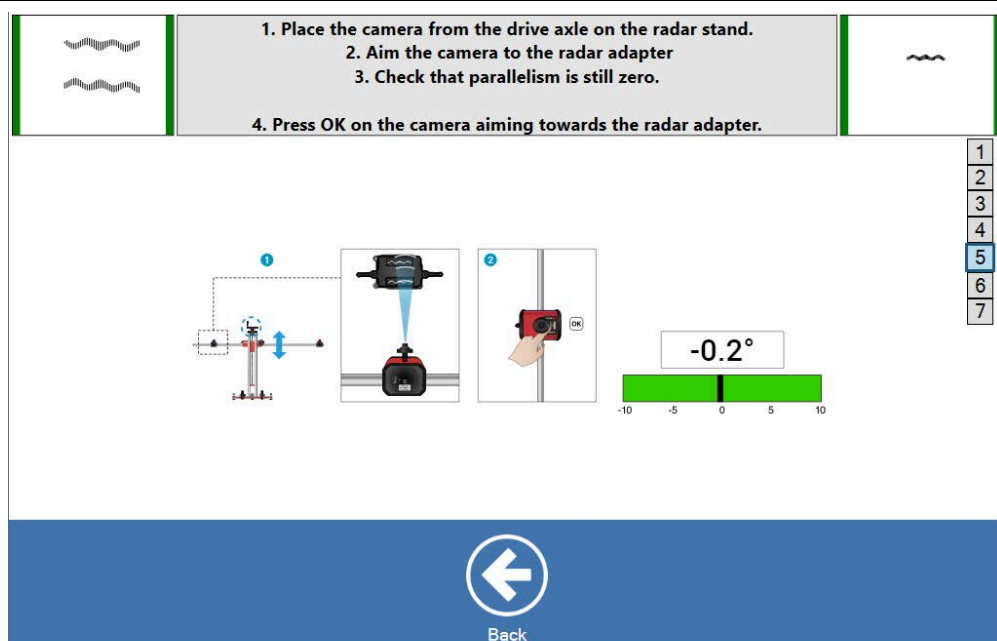 1. Place the camera from the drive axle on the radar stand.
2. Aim the camera to the radar adapter
3. Check that parallelism is still zero.
4. Press OK on the camera aiming towards the radar adapter.
1
2
3
4
5
6
7
1
2
OK
-0.2°
-10 -5 0 5 10
Back